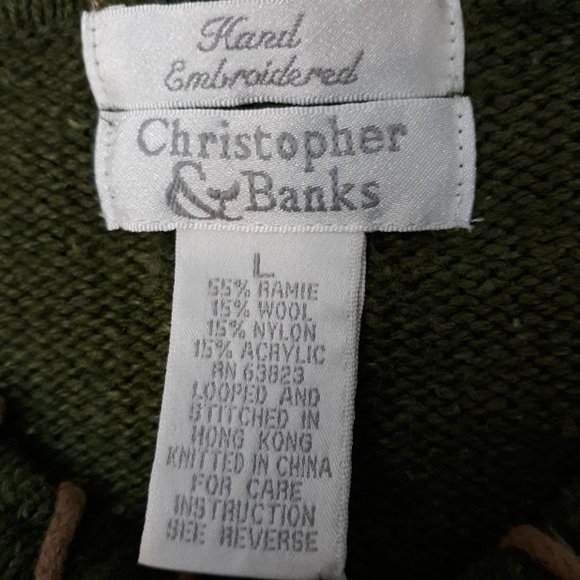 Hand
Embroidered
Christopher
& Banks
L
55% RAMIE
15% WOOL
15% NYLON
15% ACRYLIC
RN 63823
LOOPED AND
STITCHED IN
HONG KONG
KNITTED IN CHINA
FOR CARE
INSTRUCTION
SEE REVERSE